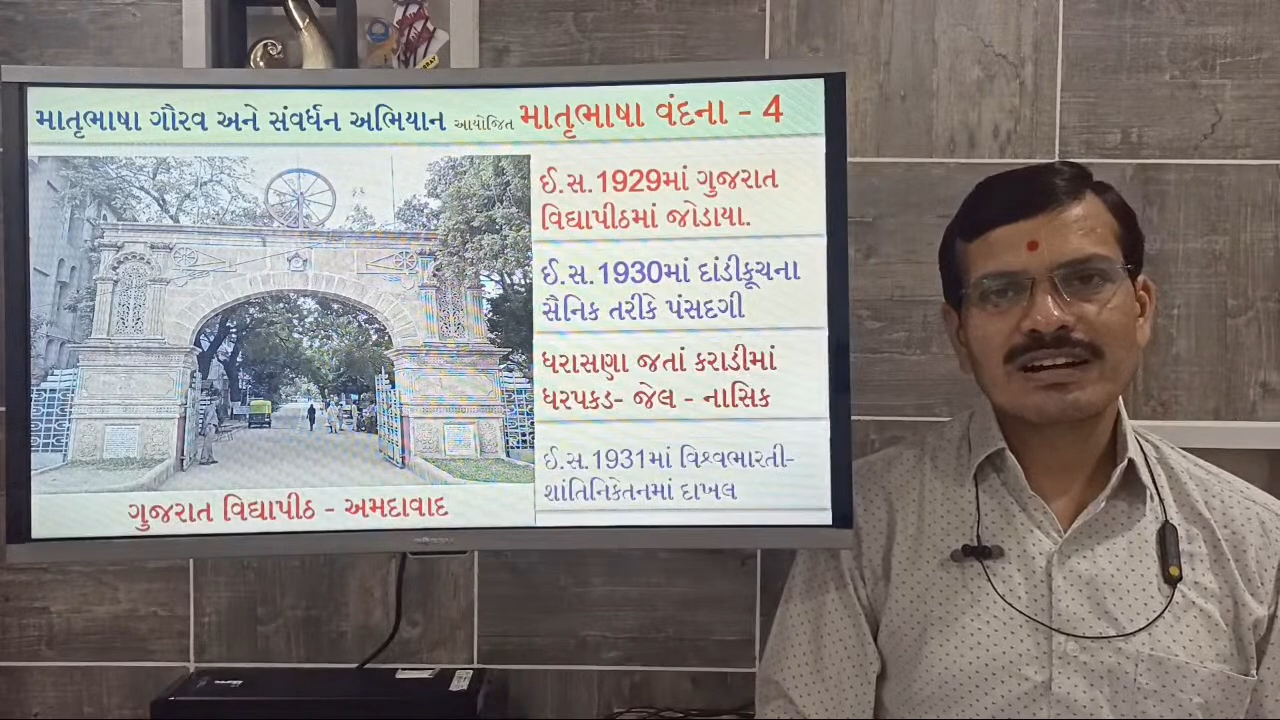 માતૃભાષા ગૌરવ અને સંવર્ધન અભિયાન આયોજિત માતૃભાષા વંદના - 4
ઈ.સ.1929માં ગુજરાત
વિદ્યાપીઠમાં જોડાયા.
ઈ.સ.1930માં દાંડીકૂચના
સૈનિક તરીકે પંસદગી
ધરાસણા જતાં કરાડીમાં
ધરપકડ- જેલ - નાસિક
ઈ.સ.1931માં વિશ્વભારતી-
શાંતિનિકેતનમાં દાખલ
ગુજરાત વિદ્યાપીઠ - અમદાવાદ